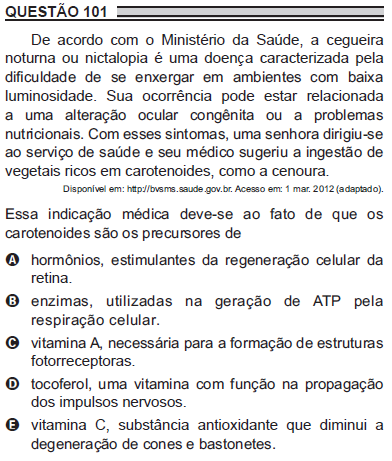 QUESTÃO 101
De acordo com o Ministério da Saúde, a cegueira
noturna ou nictalopia é uma doença caracterizada pela
dificuldade de se enxergar em ambientes com baixa
luminosidade. Sua ocorrência pode estar relacionada
a uma alteração ocular congênita ou a problemas
nutricionais. Com esses sintomas, uma senhora dirigiu-se
ao serviço de saúde e seu médico sugeriu a ingestão de
vegetais ricos em carotenoides, como a cenoura.
Disponível em: http://bvsms.saude.gov.br. Acesso em: 1 mar. 2012 (adaptado).
Essa indicação médica deve-se ao fato de que os
carotenoides são os precursores de
A hormônios, estimulantes da regeneração celular da
retina.
B enzimas, utilizadas na geração de ATP pela
respiração celular.
C vitamina A, necessária para a formação de estruturas
fotorreceptoras.
D tocoferol, uma vitamina com função na propagação
dos impulsos nervosos.
E vitamina C, substância antioxidante que diminui a
degeneração de cones e bastonetes.